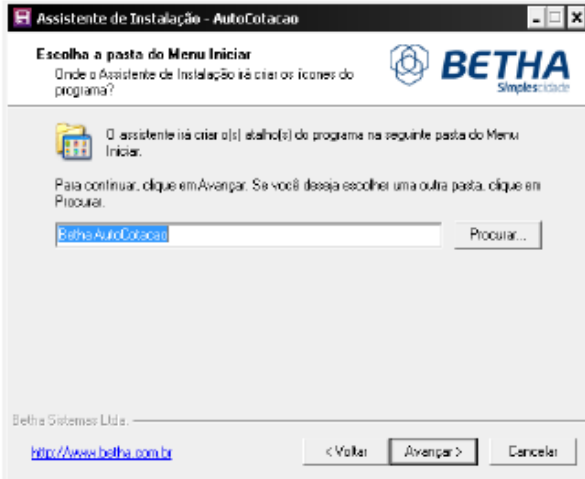 Assistente de Instalação - AutoCotacao
Escolha a pasta do Menu Iniciar
Onde o Assistente de Instalação irá criar os ícones do
programa?
BETHA
Simplescidade
O assistente irá criar o(s) atalho(s) do programa na seguinte pasta do Menu
Iniciar.
Para continuar, clique em Avançar. Se você deseja escolher uma outra pasta, clique em
Procurar.
Betha AutoCotacao
Procurar...
Betha Sistemas Ltda.
http://www.betha.com.br
< Voltar
Avançar >
Cancelar